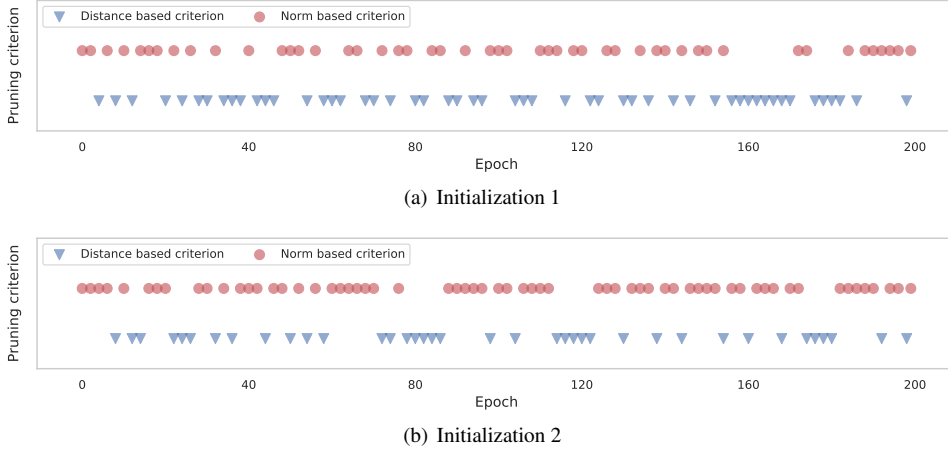 Distance based criterion Norm based criterion
Pruning criterion
0 40 80 120 160 200
Epoch
(a) Initialization 1
Distance based criterion Norm based criterion
Pruning criterion
0 40 80 120 160 200
Epoch
(b) Initialization 2